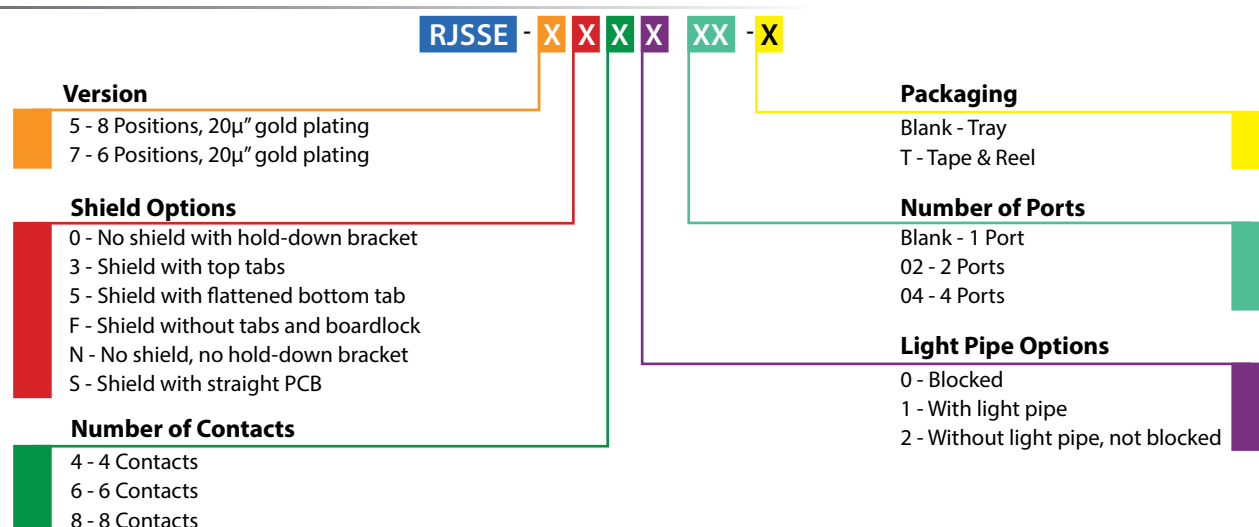 RJSSE - X X X X XX - X
Version
5 - 8 Positions, 20µ” gold plating
7 - 6 Positions, 20µ” gold plating
Shield Options
0 - No shield with hold-down bracket
3 - Shield with top tabs
5 - Shield with flattened bottom tab
F - Shield without tabs and boardlock
N - No shield, no hold-down bracket
S - Shield with straight PCB
Number of Contacts
4 - 4 Contacts
6 - 6 Contacts
8 - 8 Contacts
Packaging
Blank - Tray
T - Tape & Reel
Number of Ports
Blank - 1 Port
02 - 2 Ports
04 - 4 Ports
Light Pipe Options
0 - Blocked
1 - With light pipe
2 - Without light pipe, not blocked